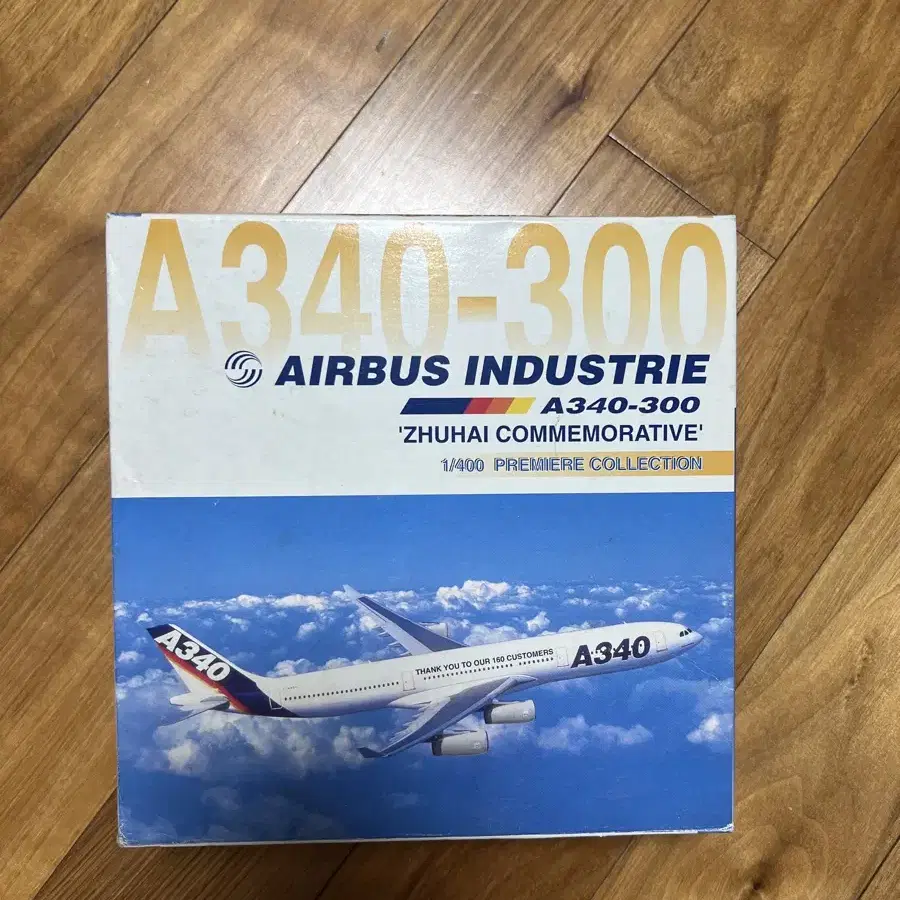 A340-300
AIRBUS INDUSTRIE
A340-300
'ZHUHAI COMMEMORATIVE'
1/400 PREMIERE COLLECTION
A340
THANK YOU TO OUR 160 CUSTOMERS
A340